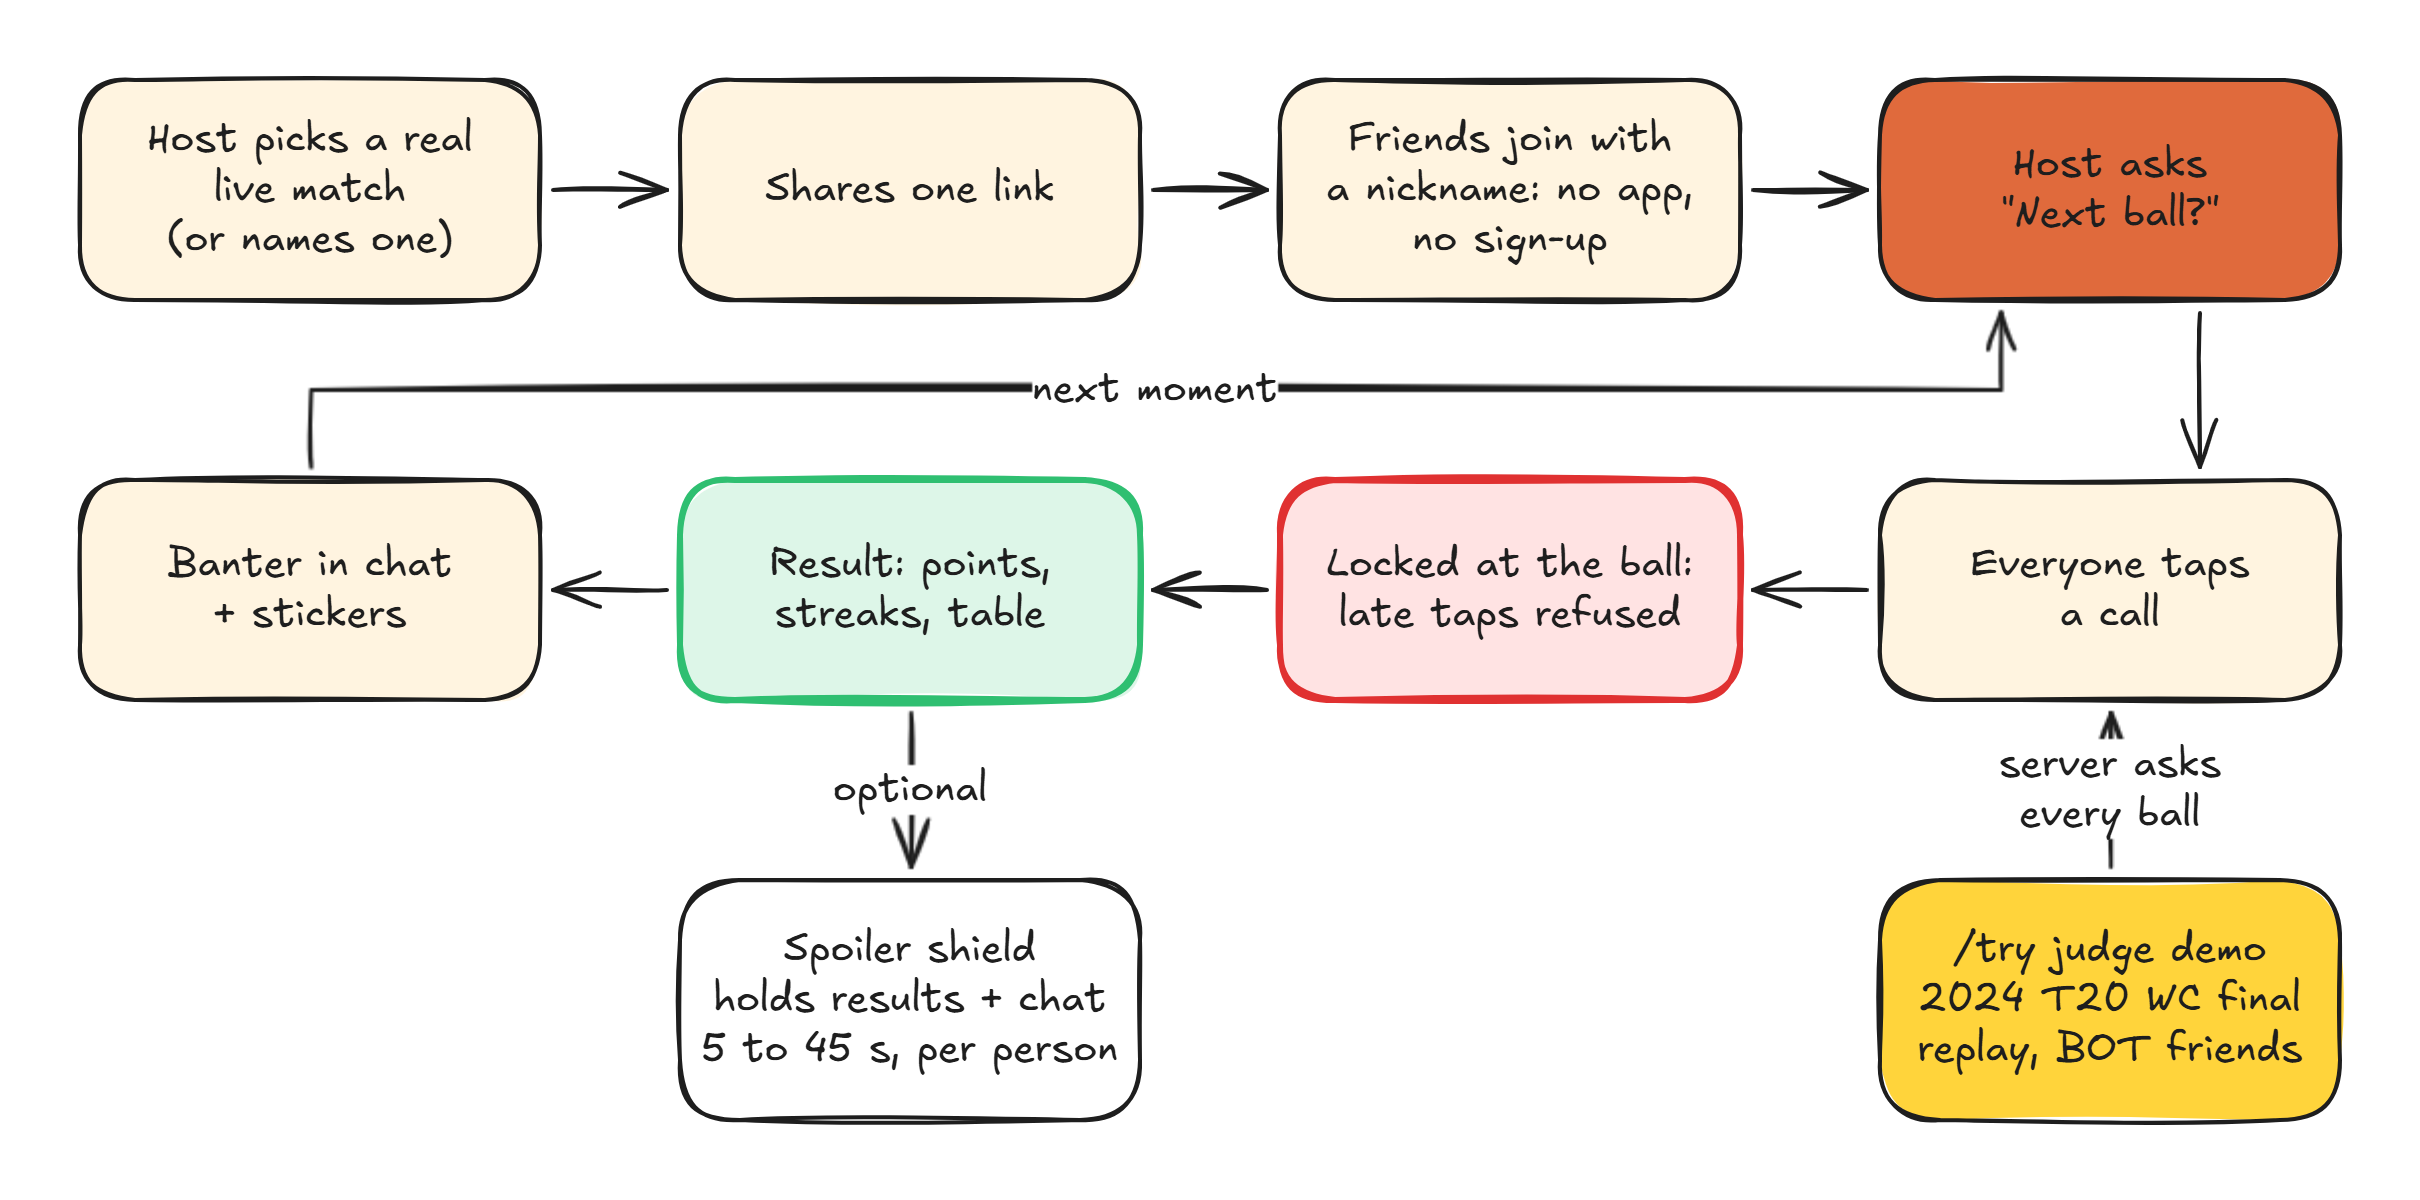 Host picks a real
live match
(or names one)
Shares one link
Friends join with
a nickname: no app,
no sign-up
Host asks
"Next ball?"
next moment
Banter in chat
+ stickers
Result: points,
streaks, table
Locked at the ball:
late taps refused
Everyone taps
a call
optional
server asks
every ball
Spoiler shield
holds results + chat
5 to 45 s, per person
/try judge demo
2024 T20 WC final
replay, BOT friends